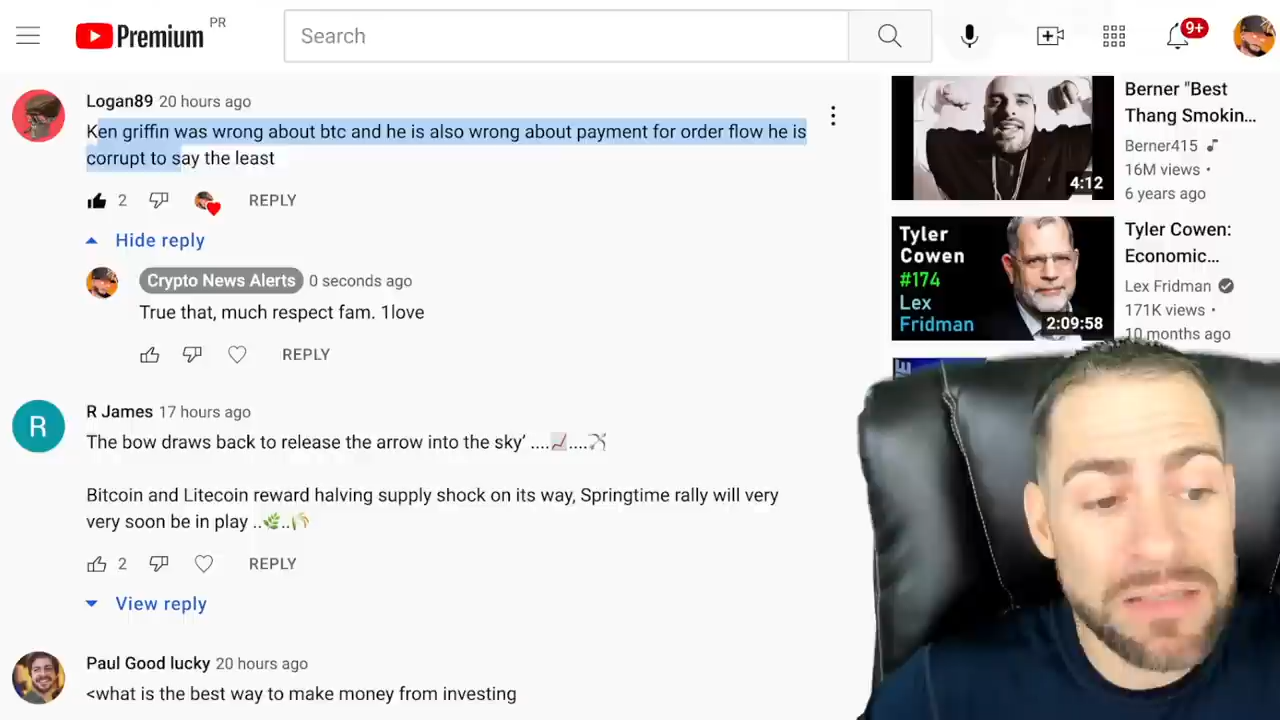 Premium PR
Search
9+
Logan89 20 hours ago
Ken griffin was wrong about btc and he is also wrong about payment for order flow he is
corrupt to say the least
2 REPLY
Hide reply
Crypto News Alerts 0 seconds ago
True that, much respect fam. 1love
REPLY
R James 17 hours ago
R
The bow draws back to release the arrow into the sky’ ....📈....🏹
Bitcoin and Litecoin reward halving supply shock on its way, Springtime rally will very
very soon be in play ..🌿..🎋
2 REPLY
View reply
Paul Good lucky 20 hours ago
<what is the best way to make money from investing
4:12
Berner "Best
Thang Smokin...
Berner415
16M views •
6 years ago
Tyler
Cowen
#174
Lex
Fridman
2:09:58
Tyler Cowen:
Economic...
Lex Fridman
171K views •
10 months ago